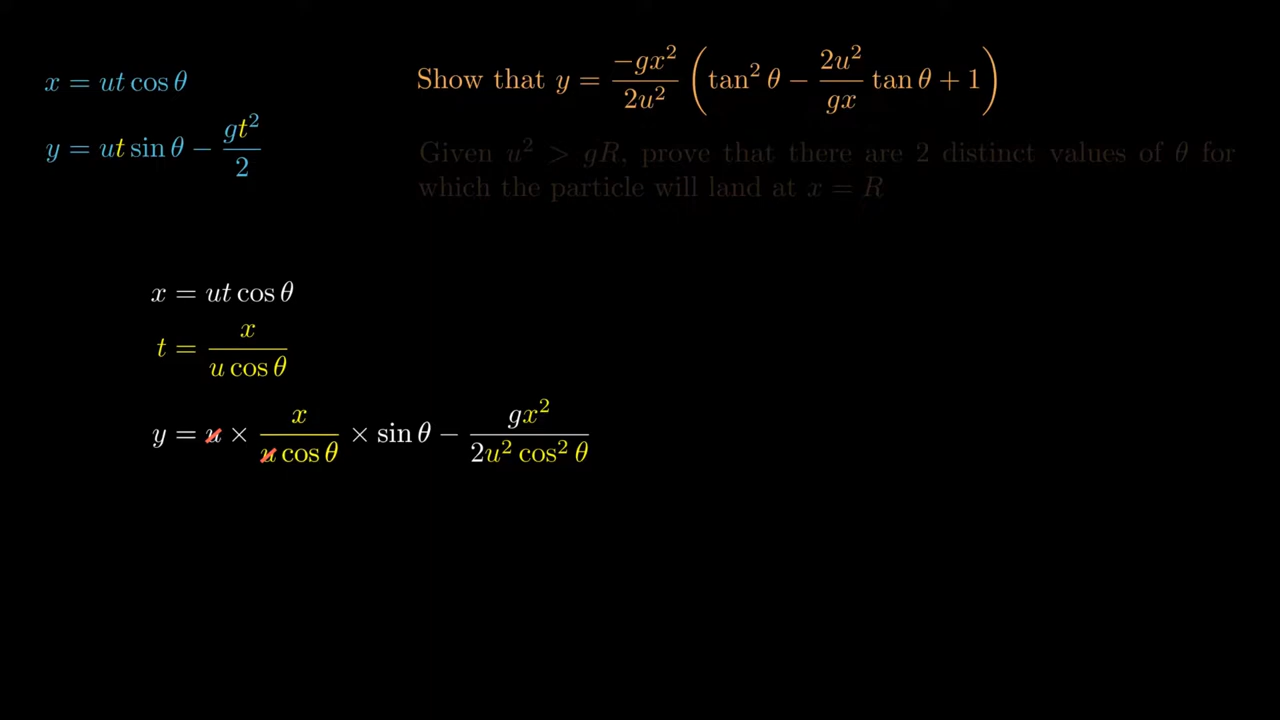 x = ut cos θ
y = ut sin θ − gt²/2
Show that y = −gx²/2u² (tan² θ − 2u²/gx tan θ + 1)
Given u² > gR, prove that there are 2 distinct values of θ for
which the particle will land at x = R
x = ut cos θ
t = x/(u cos θ)
y = u × x/(u cos θ) × sin θ − gx²/(2u² cos² θ)